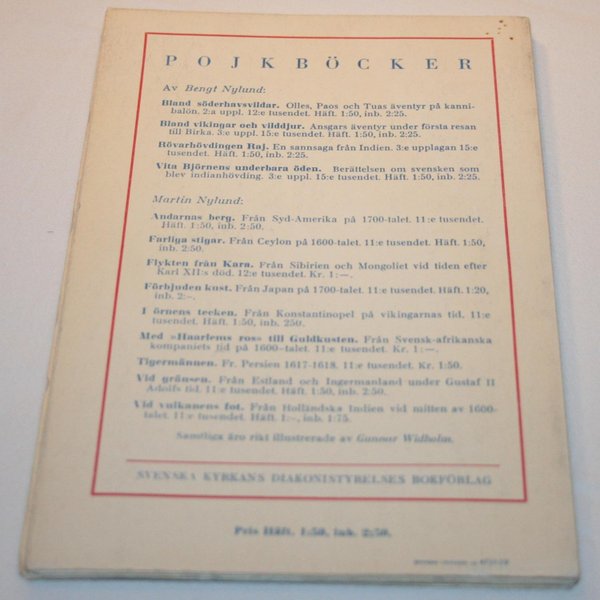 POJKBÖCKER
Av Bengt Nylund:
Bland söderhavsvildar. Olles, Paos och Tuas äventyr på kanni-
balön. 2:a uppl. 12:e tusendet. Häft. 1:50, inb. 2:25.
Bland vikingar och vilddjur. Ansgars äventyr under första resan
till Birka. 3:e uppl. 15:e tusendet. Häft. 1:50, inb. 2:25.
Rövarhövdingen Raj. En sannsaga från Indien. 3:e upplagan 15:e
tusendet. Häft. 1:50, inb. 2:25.
Vita Björnens underbara öden. Berättelsen om svensken som
blev indianhövding. 3:e uppl. 15:e tusendet. Häft. 1:50, inb. 2:25.
Martin Nylund:
Andarnas berg. Från Syd-Amerika på 1700-talet. 11:e tusendet.
Häft. 1:50, inb. 2:50.
Farliga stigar. Från Ceylon på 1600-talet. 11:e tusendet. Häft. 1:50,
inb. 2:50.
Flykten från Kara. Från Sibirien och Mongoliet vid tiden efter
Karl XII:s död. 12:e tusendet. Kr. 1:—.
Förbjuden kust. Från Japan på 1700-talet. 11:e tusendet. Häft. 1:20,
inb. 2:-.
I örnens tecken. Från Konstantinopel på vikingarnas tid. 11:e
tusendet. Häft. 1:50, inb. 250.
Med »Haarlems ros» till Guldkusten. Från Svensk-afrikanska
kompaniets tid på 1600-talet. 11:e tusendet. Kr. 1:—.
Tigermännen. Fr. Persien 1617-1618. 11:e tusendet. Kr. 1:50.
Vid gränsen. Från Estland och Ingermanland under Gustaf II
Adolfs tid. 11:e tusendet. Häft. 1:50, inb. 2:50.
Vid vulkanens fot. Från Holländska Indien vid mitten av 1600-
talet. 11:e tusendet. Häft. 1:-, inb. 1:75.
Samtliga äro rikt illustrerade av Gunnar Widholm.
SVENSKA KYRKANS DIAKONISTYRELSES BOKFÖRLAG
Pris Häft. 1:50, inb. 2:50.